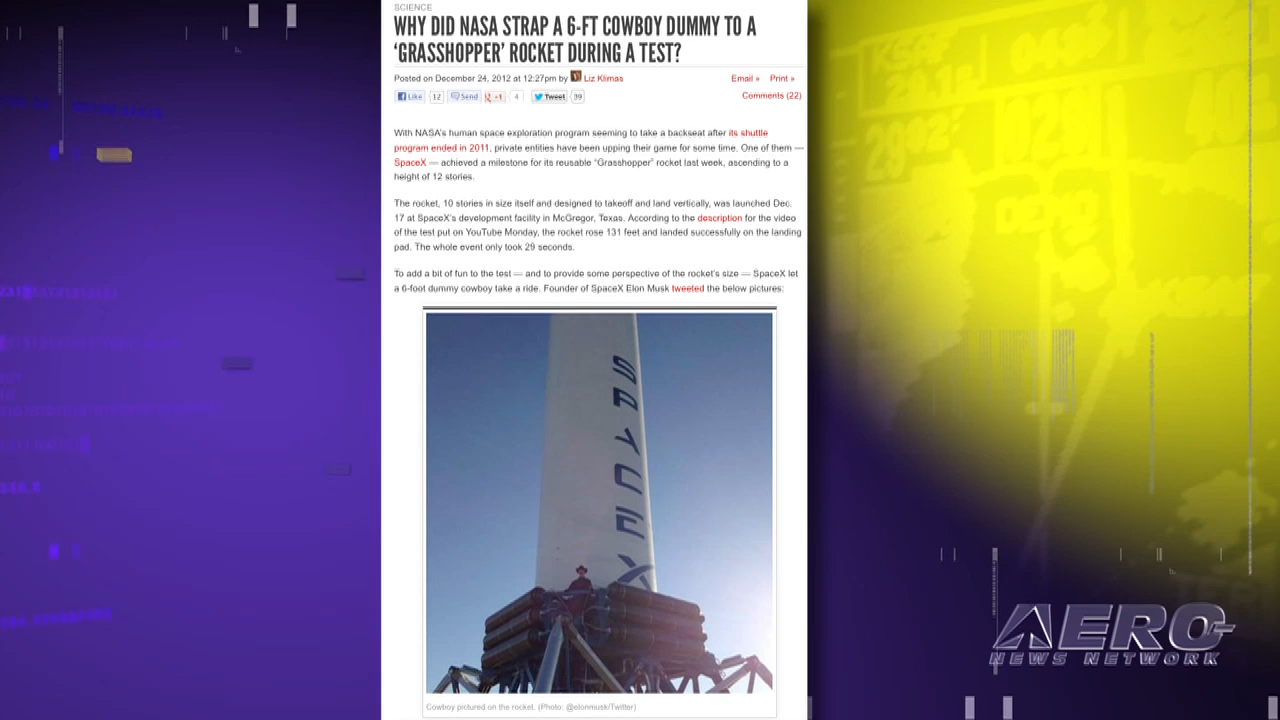 SCIENCE
WHY DID NASA STRAP A 6-FT COWBOY DUMMY TO A
‘GRASSHOPPER’ ROCKET DURING A TEST?
Posted on December 24, 2012 at 12:27pm by Liz Klimas
Email » Print »
Like 12 Send +1 4 Tweet 39
Comments (22)
With NASA's human space exploration program seeming to take a backseat after its shuttle
program ended in 2011, private entities have been upping their game for some time. One of them —
SpaceX — achieved a milestone for its reusable “Grasshopper” rocket last week, ascending to a
height of 12 stories.
The rocket, 10 stories in size itself and designed to takeoff and land vertically, was launched Dec.
17 at SpaceX's development facility in McGregor, Texas. According to the description for the video
of the test put on YouTube Monday, the rocket rose 131 feet and landed successfully on the landing
pad. The whole event only took 29 seconds.
To add a bit of fun to the test — and to provide some perspective of the rocket's size — SpaceX let
a 6-foot dummy cowboy take a ride. Founder of SpaceX Elon Musk tweeted the below pictures:
SPACEX
Cowboy pictured on the rocket. (Photo: @elonmusk/Twitter)
AERO-
NEWS NETWORK